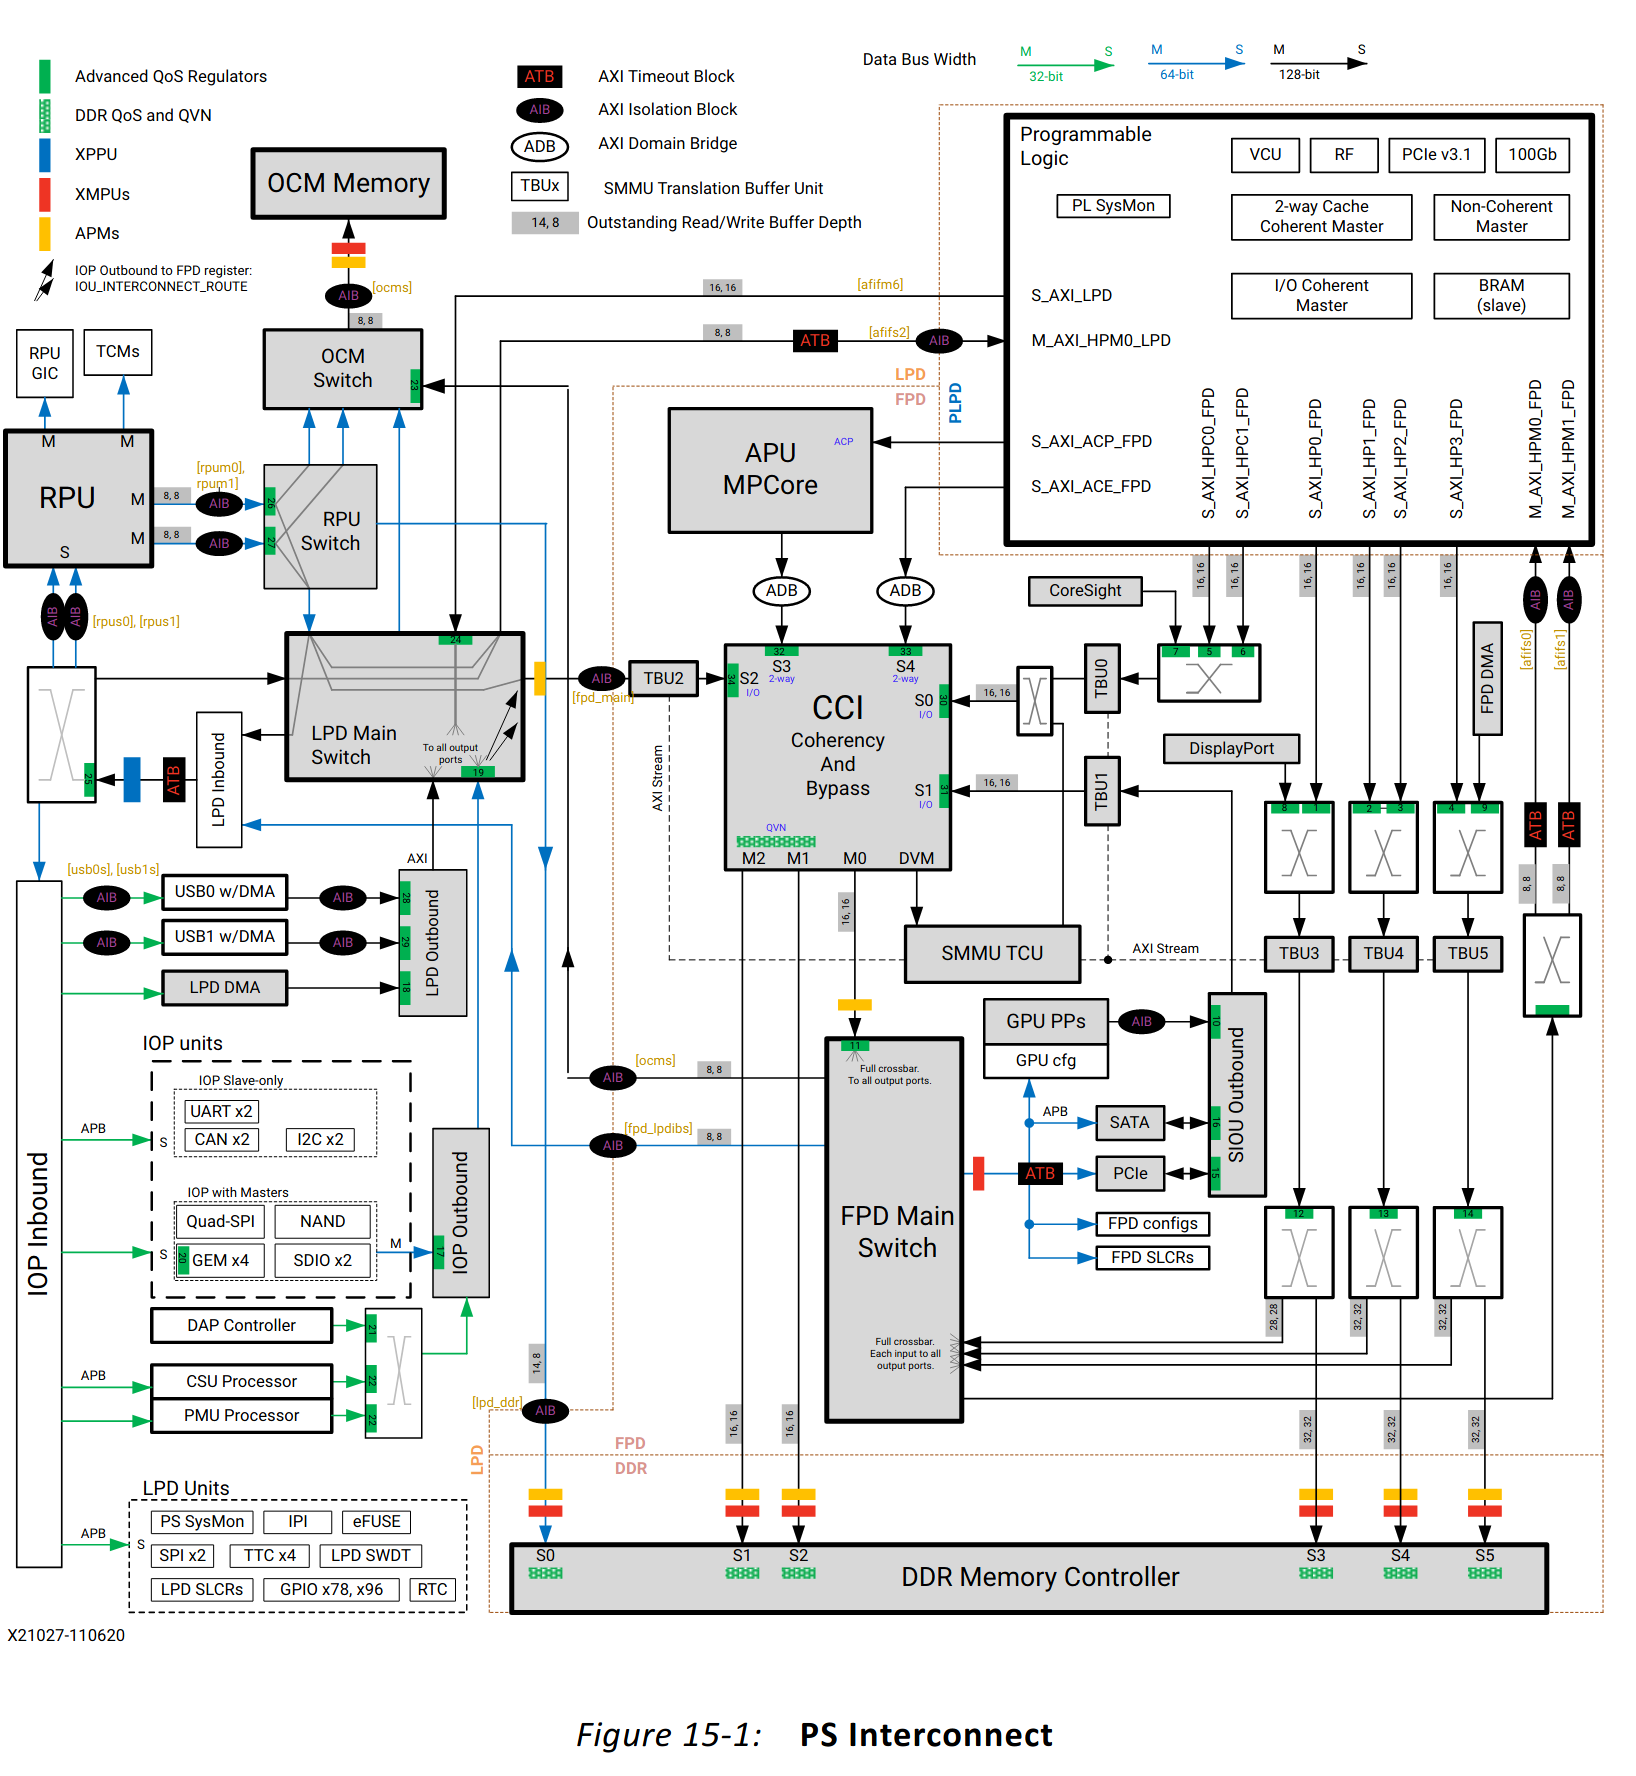 Advanced QoS Regulators
DDR QoS and QVN
XPPU
XMPUs
APMs
IOP Outbound to FPD register:
IOU_INTERCONNECT_ROUTE
ATB AXI Timeout Block
AIB AXI Isolation Block
ADB AXI Domain Bridge
TBUx SMMU Translation Buffer Unit
14, 8 Outstanding Read/Write Buffer Depth
Data Bus Width
M S
32-bit
M S
64-bit
M S
128-bit
OCM Memory
AIB [ocms]
8, 8
OCM
Switch
23
RPU
GIC
TCMs
M M
RPU
M
M
S
8, 8
8, 8
[rpum0],
rpum1]
AIB
AIB
26
27
RPU
Switch
AIB
AIB
[rpus0], [rpus1]
16, 16
[afifm6]
8, 8
ATB
[afifs2]
AIB
LPD
FPD
PLPD
Programmable
Logic
VCU
RF
PCIe v3.1
100Gb
PL SysMon
2-way Cache
Coherent Master
Non-Coherent
Master
I/O Coherent
Master
BRAM
(slave)
S_AXI_LPD
M_AXI_HPM0_LPD
S_AXI_ACP_FPD
S_AXI_ACE_FPD
S_AXI_HPC0_FPD
S_AXI_HPC1_FPD
S_AXI_HP0_FPD
S_AXI_HP1_FPD
S_AXI_HP2_FPD
S_AXI_HP3_FPD
M_AXI_HPM0_FPD
M_AXI_HPM1_FPD
16, 16
16, 16
16, 16
16, 16
16, 16
16, 16
AIB
AIB
[afifs0]
[afifs1]
APU
MPCore
ACP
ADB
ADB
CoreSight
7 5 6
FPD DMA
DisplayPort
24
LPD Main
Switch
To all output
ports
19
AIB
[fpd_main]
TBU2
32
33
34
S3
2-way
S4
2-way
S2
I/O
S0
I/O
30
S1
I/O
31
CCI
Coherency
And
Bypass
QVN
M2 M1 M0 DVM
16, 16
16, 16
TBU0
TBU1
AXI Stream
8 1
2 3
4 9
ATB
ATB
8, 8
8, 8
25
ATB
LPD Inbound
AXI
[usb0s], [usb1s]
AIB
USB0 w/DMA
AIB
28
AIB
USB1 w/DMA
AIB
29
LPD DMA
18
LPD Outbound
16, 16
SMMU TCU
AXI Stream
TBU3
TBU4
TBU5
IOP Inbound
IOP units
IOP Slave-only
UART x2
CAN x2
I2C x2
APB
S
IOP with Masters
Quad-SPI
NAND
S
20
GEM x4
SDIO x2
M
17
IOP Outbound
DAP Controller
21
APB
CSU Processor
22
PMU Processor
22
[ocms]
AIB
8, 8
[fpd_lpdibs]
AIB
8, 8
11
Full crossbar.
To all output ports.
FPD Main
Switch
Full crossbar.
Each input to all
output ports.
GPU PPs
GPU cfg
AIB
10
APB
SATA
16
ATB
PCIe
15
SIOU Outbound
FPD configs
FPD SLCRs
12
13
14
28, 28
32, 32
32, 32
14, 8
[lpd_ddr]
AIB
16, 16
16, 16
32, 32
32, 32
32, 32
LPD
FPD
DDR
LPD Units
APB
S
PS SysMon
IPI
eFUSE
SPI x2
TTC x4
LPD SWDT
LPD SLCRs
GPIO x78, x96
RTC
S0 S1 S2 S3 S4 S5
DDR Memory Controller
X21027-110620
Figure 15-1: PS Interconnect